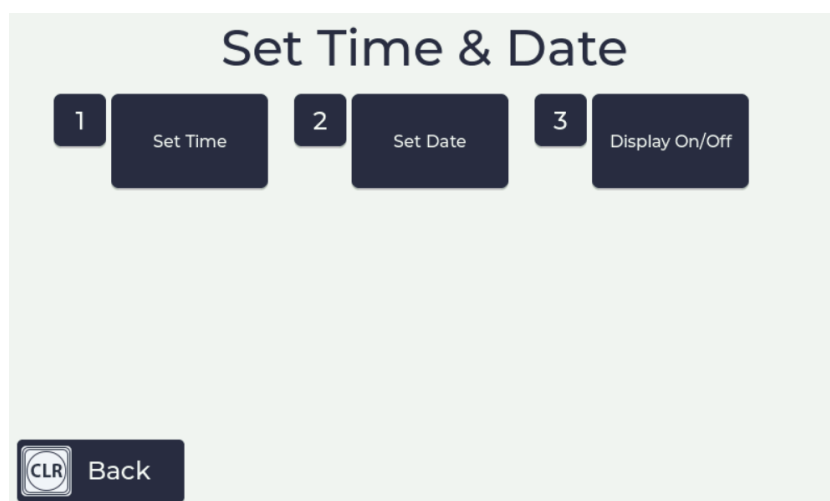 Set Time & Date
1 Set Time 2 Set Date 3 Display On/Off
CLR Back